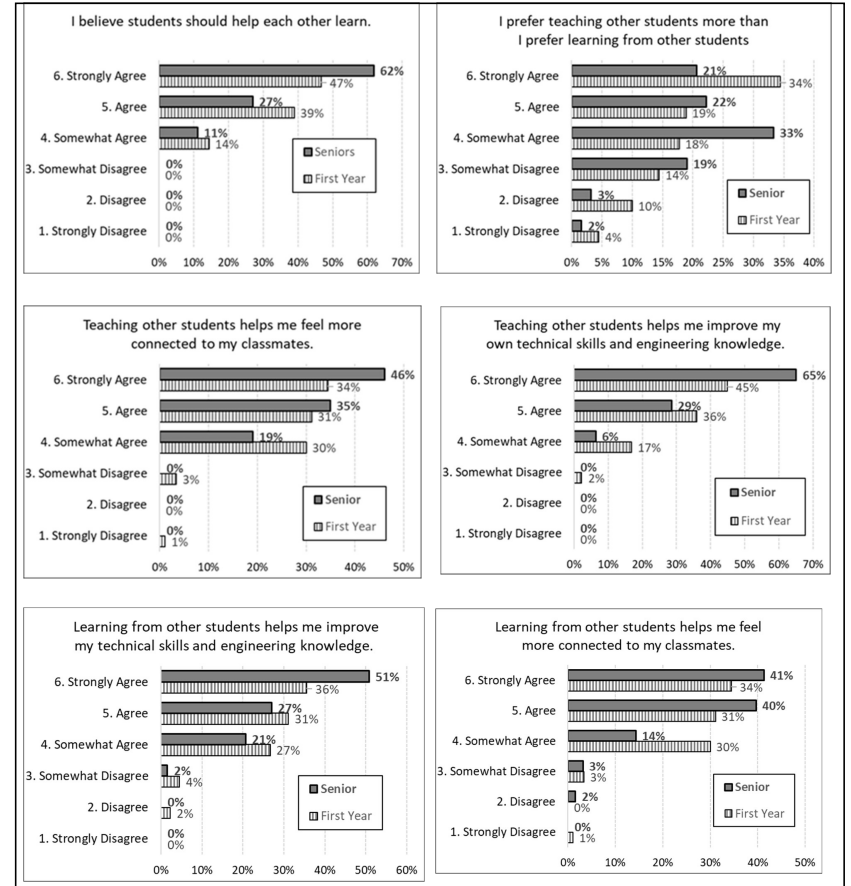 I believe students should help each other learn.
6. Strongly Agree
62%
47%
5. Agree
27%
39%
4. Somewhat Agree
11%
14%
3. Somewhat Disagree
0%
0%
2. Disagree
0%
0%
1. Strongly Disagree
0%
0%
Seniors
First Year
0% 10% 20% 30% 40% 50% 60% 70%
I prefer teaching other students more than
I prefer learning from other students
6. Strongly Agree
21%
34%
5. Agree
22%
19%
4. Somewhat Agree
33%
18%
3. Somewhat Disagree
19%
14%
2. Disagree
3%
10%
1. Strongly Disagree
2%
4%
Senior
First Year
0% 5% 10% 15% 20% 25% 30% 35% 40%
Teaching other students helps me feel more
connected to my classmates.
6. Strongly Agree
46%
34%
5. Agree
35%
31%
4. Somewhat Agree
19%
30%
3. Somewhat Disagree
0%
3%
2. Disagree
0%
0%
1. Strongly Disagree
0%
1%
Senior
First Year
0% 10% 20% 30% 40% 50%
Teaching other students helps me improve my
own technical skills and engineering knowledge.
6. Strongly Agree
65%
45%
5. Agree
29%
36%
4. Somewhat Agree
6%
17%
3. Somewhat Disagree
0%
2%
2. Disagree
0%
0%
1. Strongly Disagree
0%
0%
Senior
First Year
0% 10% 20% 30% 40% 50% 60% 70%
Learning from other students helps me improve
my technical skills and engineering knowledge.
6. Strongly Agree
51%
36%
5. Agree
27%
31%
4. Somewhat Agree
21%
27%
3. Somewhat Disagree
2%
4%
2. Disagree
0%
2%
1. Strongly Disagree
0%
0%
Senior
First Year
0% 10% 20% 30% 40% 50% 60%
Learning from other students helps me feel
more connected to my classmates.
6. Strongly Agree
41%
34%
5. Agree
40%
31%
4. Somewhat Agree
14%
30%
3. Somewhat Disagree
3%
3%
2. Disagree
2%
0%
1. Strongly Disagree
0%
1%
Senior
First Year
0% 10% 20% 30% 40% 50%